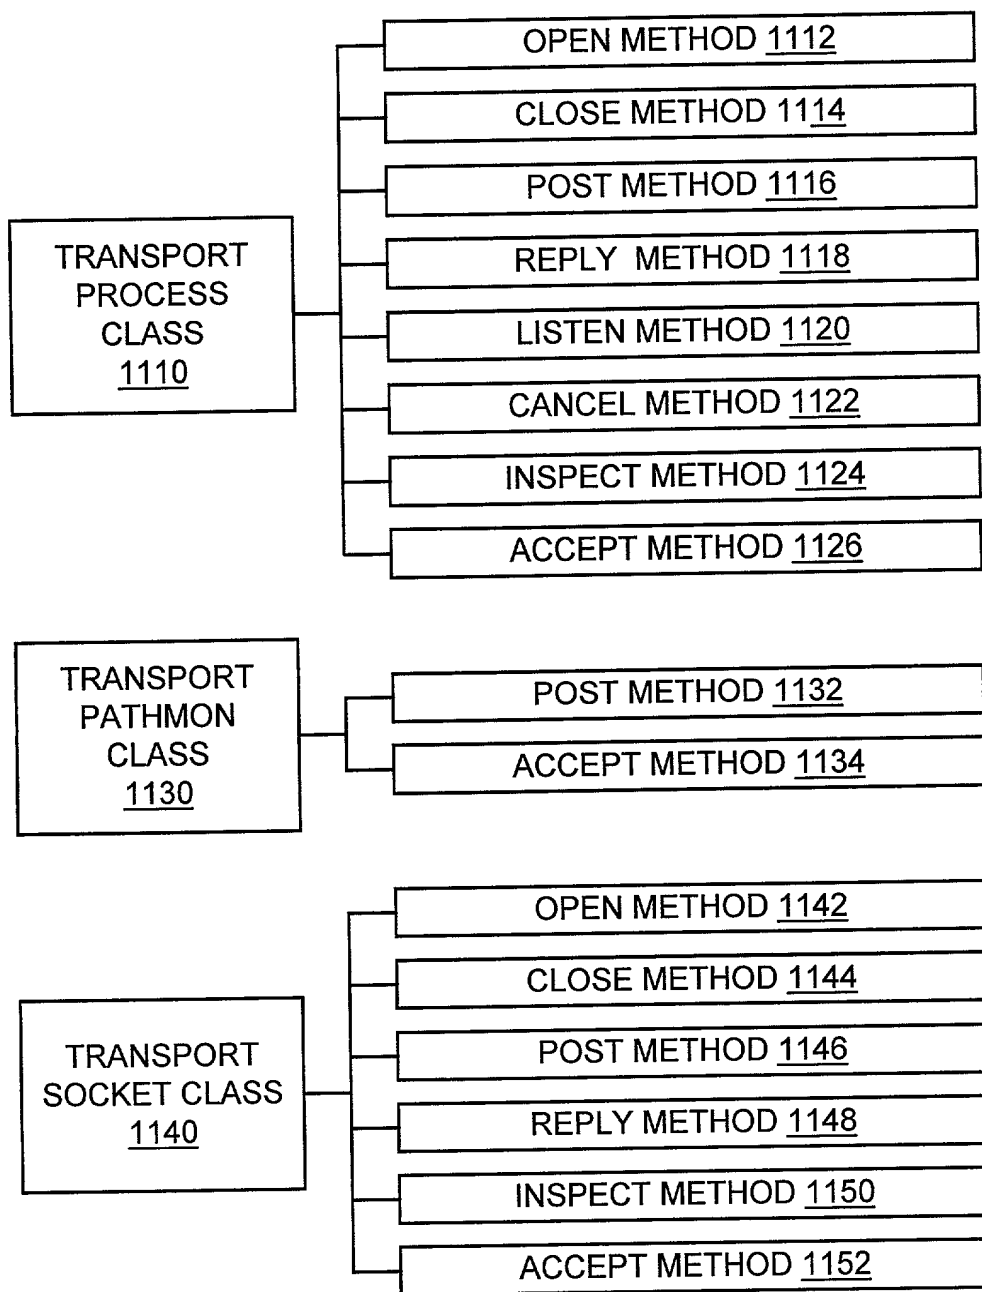 OPEN METHOD 1112
CLOSE METHOD 1114
POST METHOD 1116
REPLY METHOD 1118
LISTEN METHOD 1120
CANCEL METHOD 1122
INSPECT METHOD 1124
ACCEPT METHOD 1126
TRANSPORT
PROCESS
CLASS
1110
TRANSPORT
PATHMON
CLASS
1130
POST METHOD 1132
ACCEPT METHOD 1134
TRANSPORT
SOCKET CLASS
1140
OPEN METHOD 1142
CLOSE METHOD 1144
POST METHOD 1146
REPLY METHOD 1148
INSPECT METHOD 1150
ACCEPT METHOD 1152